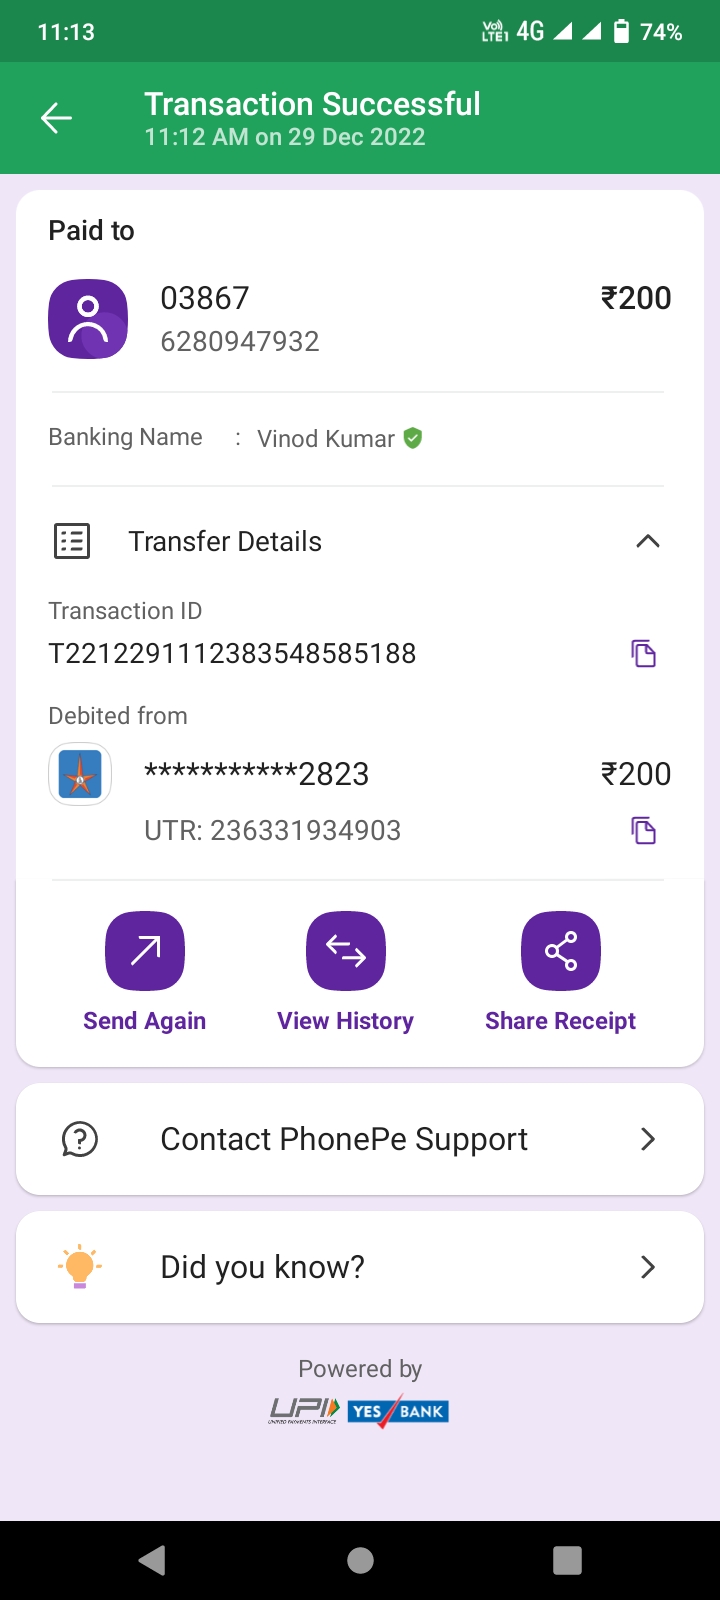 11:13
Vo) LTE1 4G 74%
Transaction Successful
11:12 AM on 29 Dec 2022
Paid to
03867 ₹200
6280947932
Banking Name : Vinod Kumar
Transfer Details
Transaction ID
T2212291112383548585188
Debited from
***********2823 ₹200
UTR: 236331934903
Send Again View History Share Receipt
Contact PhonePe Support
Did you know?
Powered by
UPI YES BANK
UNIFIED PAYMENTS INTERFACE